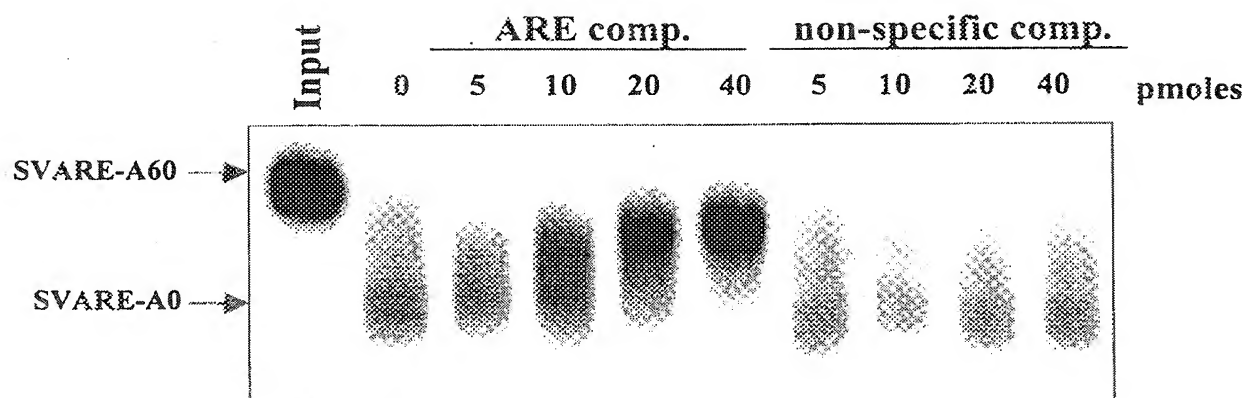 Input
ARE comp.
non-specific comp.
0 5 10 20 40 5 10 20 40 pmoles
SVARE-A60
SVARE-A0